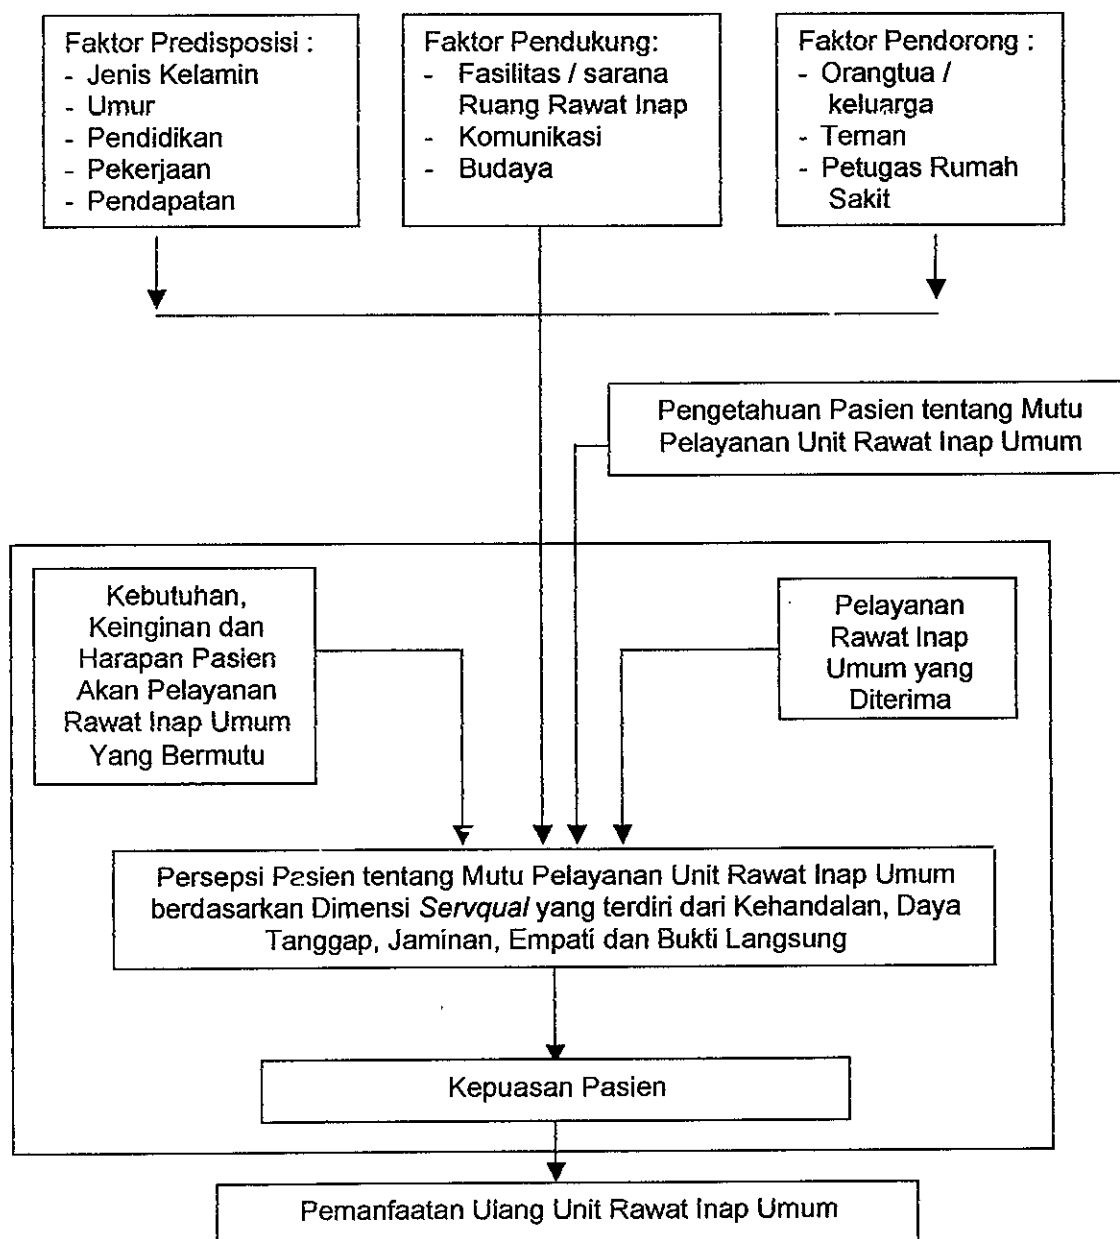 Faktor Predisposisi :
- Jenis Kelamin
- Umur
- Pendidikan
- Pekerjaan
- Pendapatan
Faktor Pendukung:
- Fasilitas / sarana
Ruang Rawat Inap
- Komunikasi
- Budaya
Faktor Pendorong :
- Orangtua /
keluarga
- Teman
- Petugas Rumah
Sakit
Pengetahuan Pasien tentang Mutu
Pelayanan Unit Rawat Inap Umum
Kebutuhan,
Keinginan dan
Harapan Pasien
Akan Pelayanan
Rawat Inap Umum
Yang Bermutu
Pelayanan
Rawat Inap
Umum yang
Diterima
Persepsi Pasien tentang Mutu Pelayanan Unit Rawat Inap Umum
berdasarkan Dimensi Servqual yang terdiri dari Kehandalan, Daya
Tanggap, Jaminan, Empati dan Bukti Langsung
Kepuasan Pasien
Pemanfaatan Ulang Unit Rawat Inap Umum